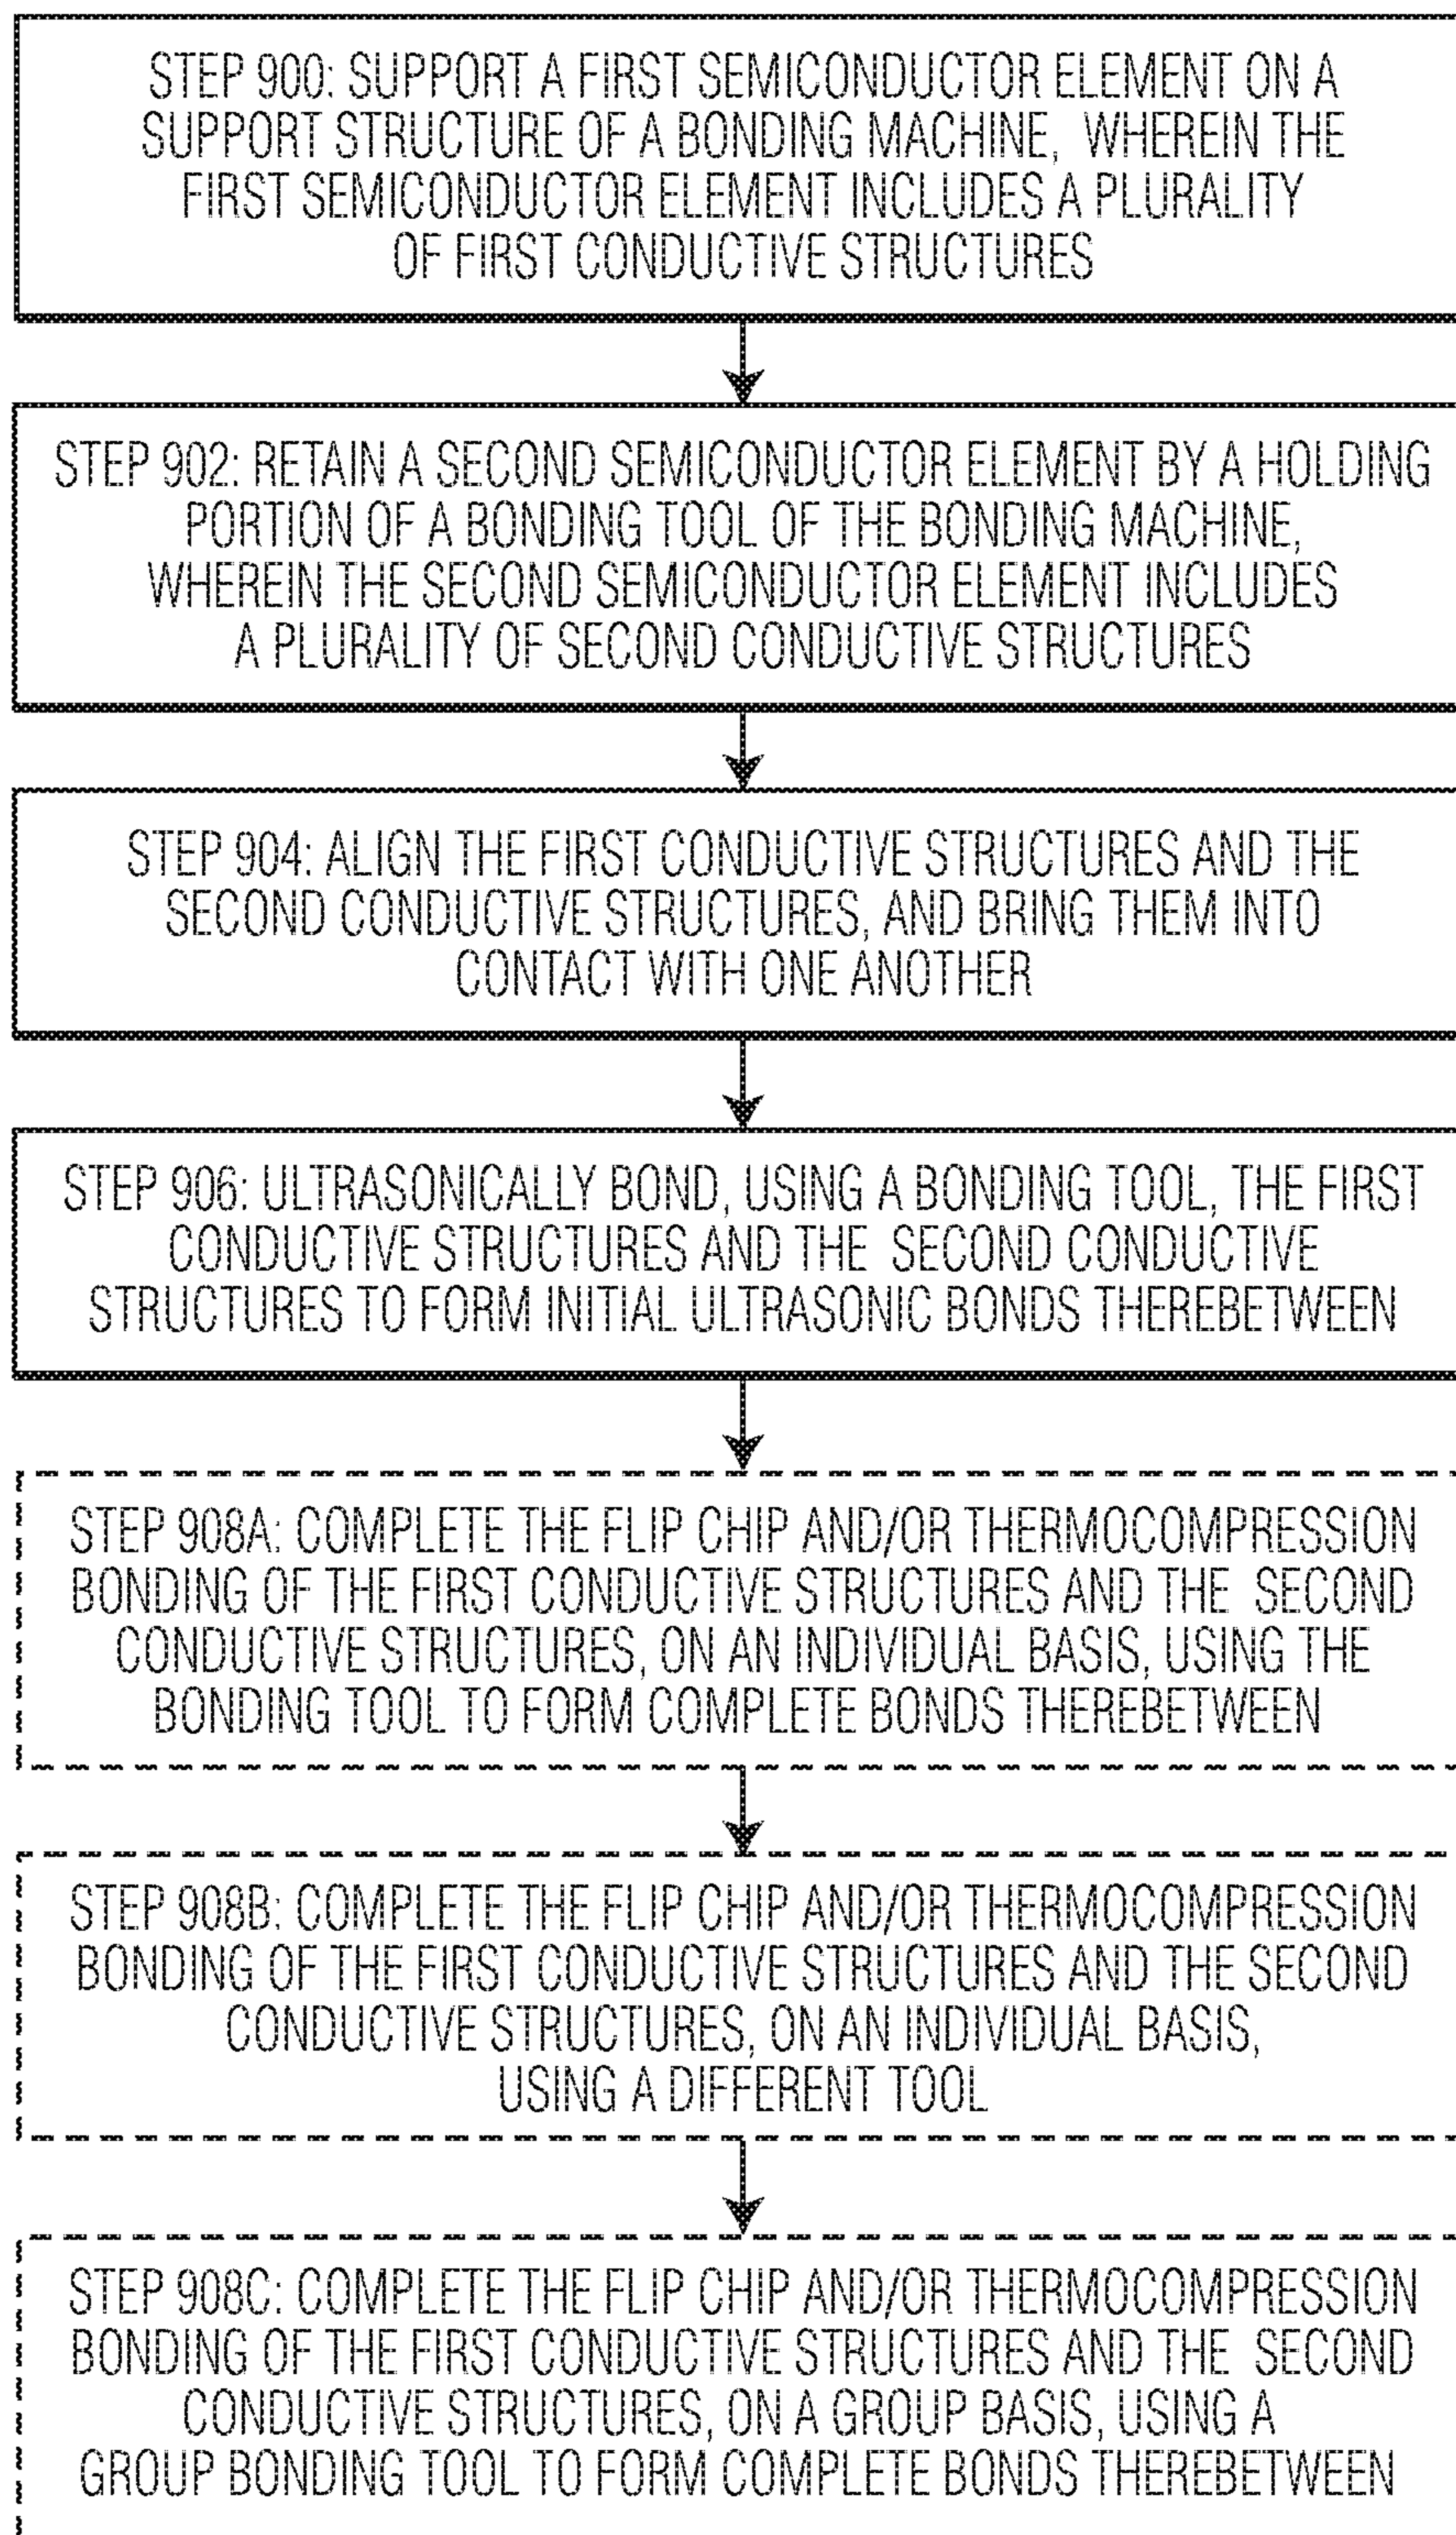 STEP 900: SUPPORT A FIRST SEMICONDUCTOR ELEMENT ON A
SUPPORT STRUCTURE OF A BONDING MACHINE, WHEREIN THE
FIRST SEMICONDUCTOR ELEMENT INCLUDES A PLURALITY
OF FIRST CONDUCTIVE STRUCTURES
STEP 902: RETAIN A SECOND SEMICONDUCTOR ELEMENT BY A HOLDING
PORTION OF A BONDING TOOL OF THE BONDING MACHINE,
WHEREIN THE SECOND SEMICONDUCTOR ELEMENT INCLUDES
A PLURALITY OF SECOND CONDUCTIVE STRUCTURES
STEP 904: ALIGN THE FIRST CONDUCTIVE STRUCTURES AND THE
SECOND CONDUCTIVE STRUCTURES, AND BRING THEM INTO
CONTACT WITH ONE ANOTHER
STEP 906: ULTRASONICALLY BOND, USING A BONDING TOOL, THE FIRST
CONDUCTIVE STRUCTURES AND THE SECOND CONDUCTIVE
STRUCTURES TO FORM INITIAL ULTRASONIC BONDS THEREBETWEEN
STEP 908A: COMPLETE THE FLIP CHIP AND/OR THERMOCOMPRESSION
BONDING OF THE FIRST CONDUCTIVE STRUCTURES AND THE SECOND
CONDUCTIVE STRUCTURES, ON AN INDIVIDUAL BASIS, USING THE
BONDING TOOL TO FORM COMPLETE BONDS THEREBETWEEN
STEP 908B: COMPLETE THE FLIP CHIP AND/OR THERMOCOMPRESSION
BONDING OF THE FIRST CONDUCTIVE STRUCTURES AND THE SECOND
CONDUCTIVE STRUCTURES, ON AN INDIVIDUAL BASIS,
USING A DIFFERENT TOOL
STEP 908C: COMPLETE THE FLIP CHIP AND/OR THERMOCOMPRESSION
BONDING OF THE FIRST CONDUCTIVE STRUCTURES AND THE SECOND
CONDUCTIVE STRUCTURES, ON A GROUP BASIS, USING A
GROUP BONDING TOOL TO FORM COMPLETE BONDS THEREBETWEEN